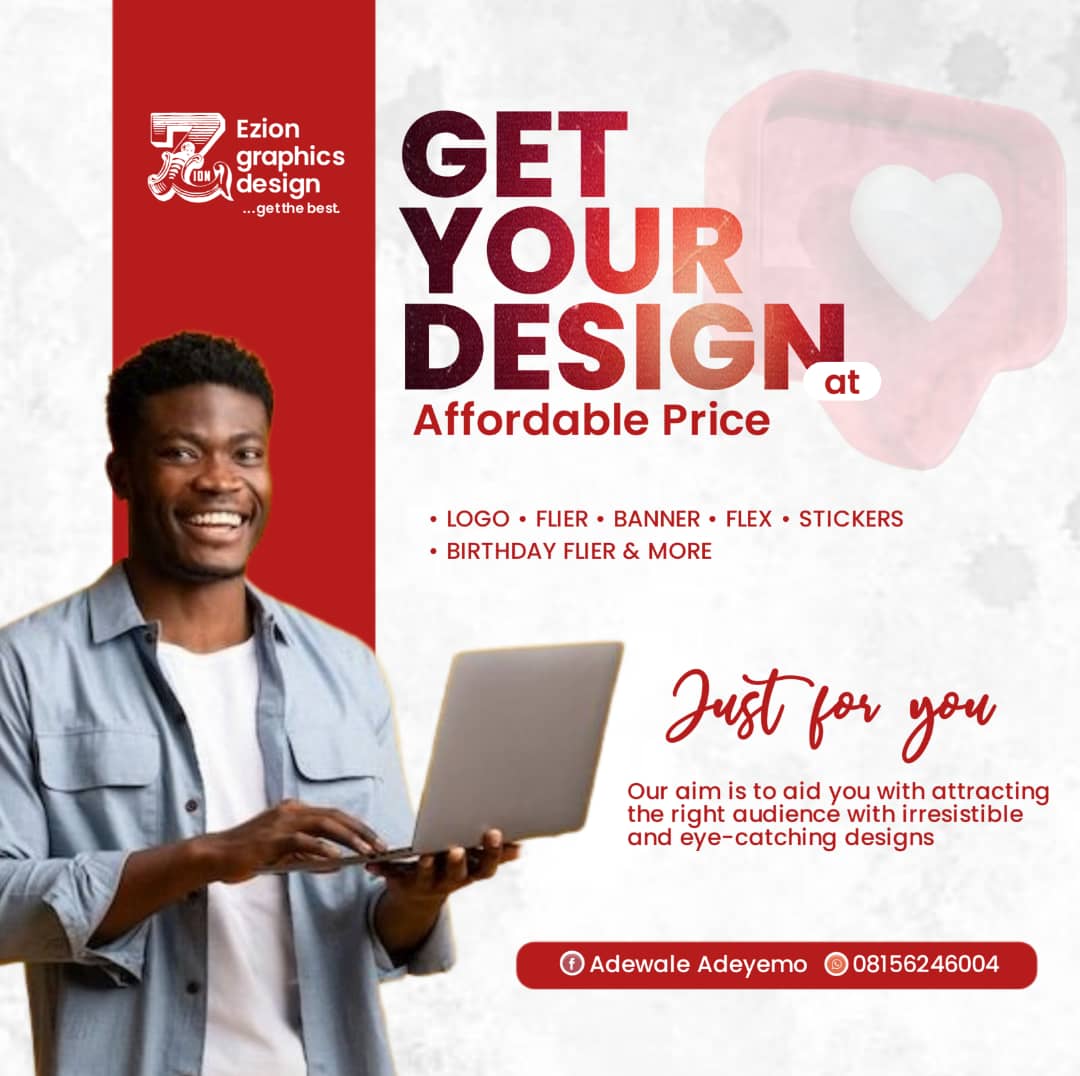 Ezion
graphics
design
...get the best.
ION
GET
YOUR
DESIGN
at
Affordable Price
• LOGO • FLIER • BANNER • FLEX • STICKERS
• BIRTHDAY FLIER & MORE
Just for you
Our aim is to aid you with attracting
the right audience with irresistible
and eye-catching designs
Adewale Adeyemo 08156246004